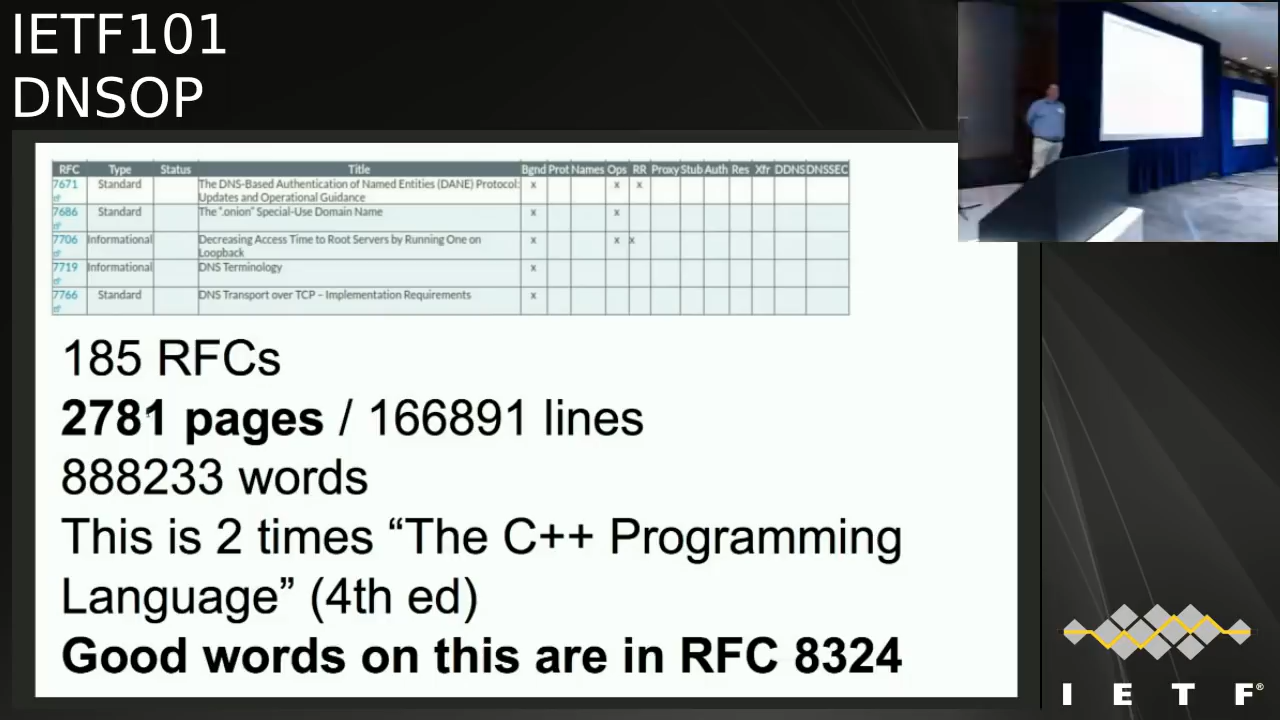 IETF101
DNSOP
RFC Type Status Title Bgnd Prot Names Ops RR Proxy Stub Auth Res Xfr DDNS DNSSEC
7671 Standard The DNS-Based Authentication of Named Entities (DANE) Protocol: x x x
Updates and Operational Guidance
7686 Standard The ".onion" Special-Use Domain Name x x
7706 Informational Decreasing Access Time to Root Servers by Running One on x x x
Loopback
7719 Informational DNS Terminology x
7766 Standard DNS Transport over TCP – Implementation Requirements x
185 RFCs
2781 pages / 166891 lines
888233 words
This is 2 times “The C++ Programming
Language” (4th ed)
Good words on this are in RFC 8324
I E T F®